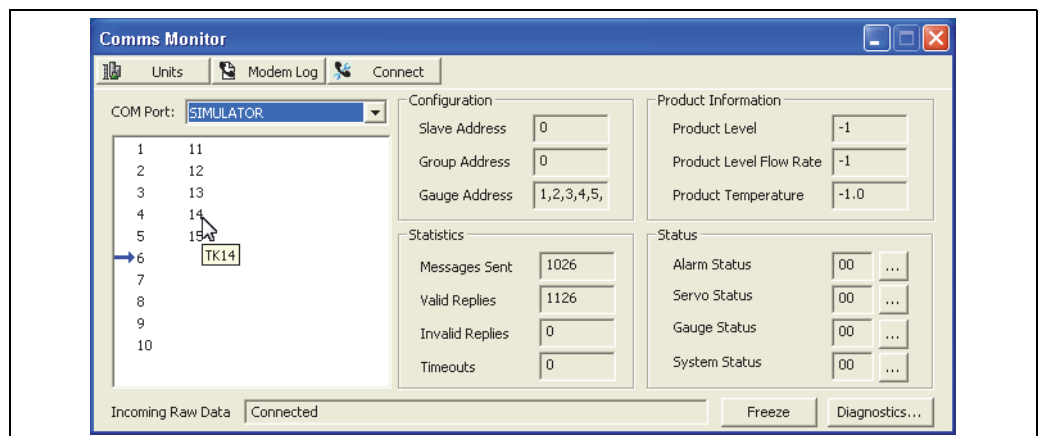 Comms Monitor
Units Modem Log Connect
COM Port: SIMULATOR
1 11
2 12
3 13
4 14
5 15
6
7
8
9
10
TK14
Configuration
Slave Address 0
Group Address 0
Gauge Address 1,2,3,4,5,
Product Information
Product Level -1
Product Level Flow Rate -1
Product Temperature -1.0
Statistics
Messages Sent 1026
Valid Replies 1126
Invalid Replies 0
Timeouts 0
Status
Alarm Status 00 ...
Servo Status 00 ...
Gauge Status 00 ...
System Status 00 ...
Incoming Raw Data Connected Freeze Diagnostics...